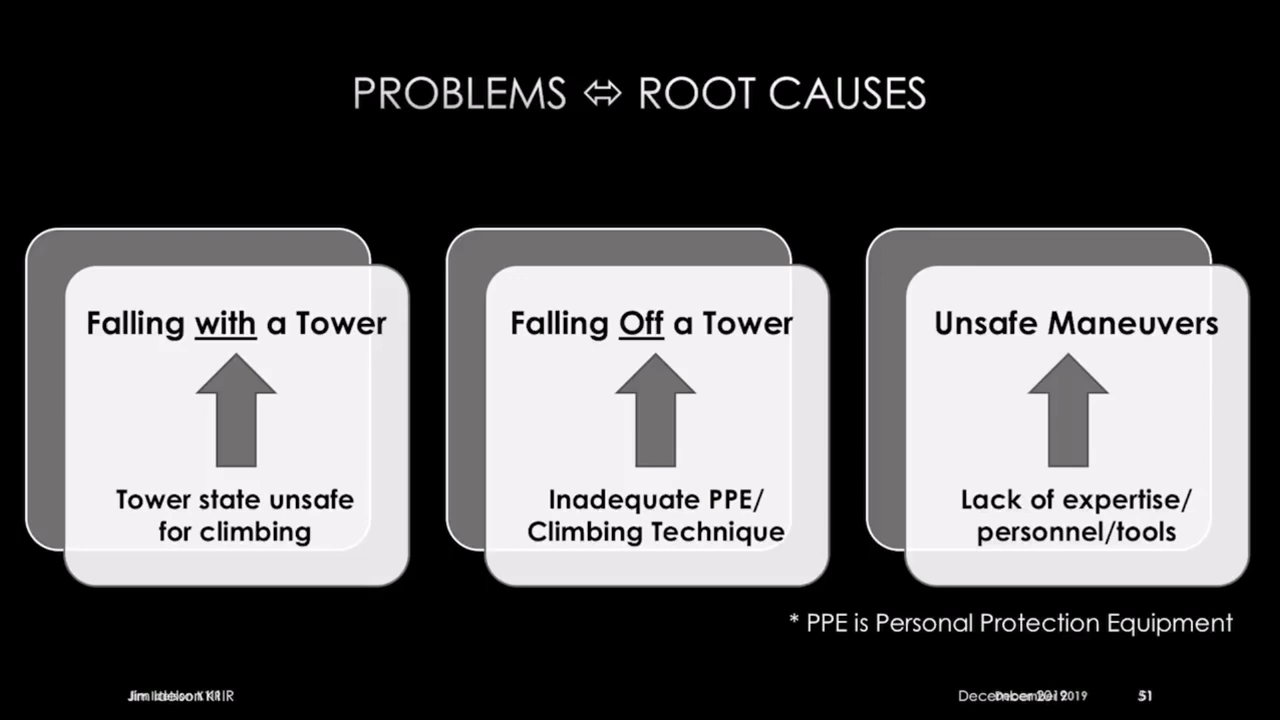 PROBLEMS ⬄ ROOT CAUSES
Falling with a Tower
Tower state unsafe
for climbing
Falling Off a Tower
Inadequate PPE/
Climbing Technique
Unsafe Maneuvers
Lack of expertise/
personnel/tools
* PPE is Personal Protection Equipment
Jim
December 2019
51